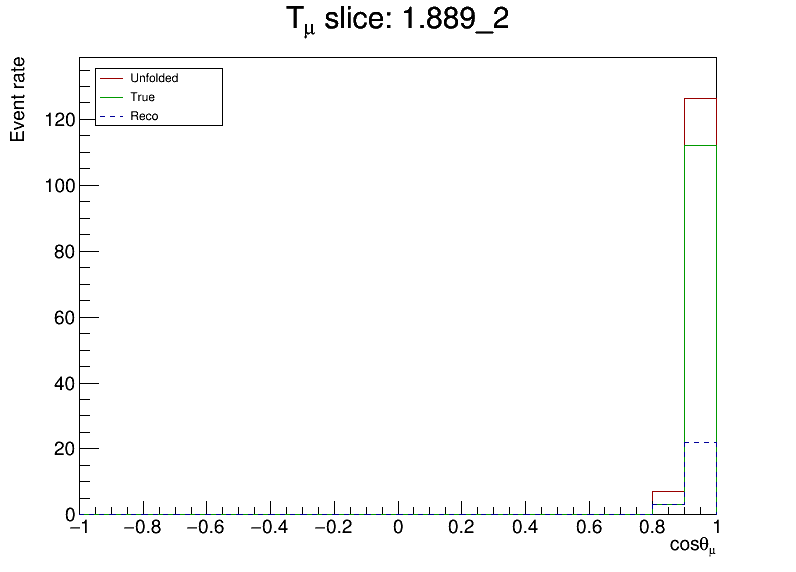 T_μ slice: 1.889_2
Event rate
Unfolded
True
Reco
120
100
80
60
40
20
0
−1 −0.8 −0.6 −0.4 −0.2 0 0.2 0.4 0.6 0.8 1
cosθ_μ